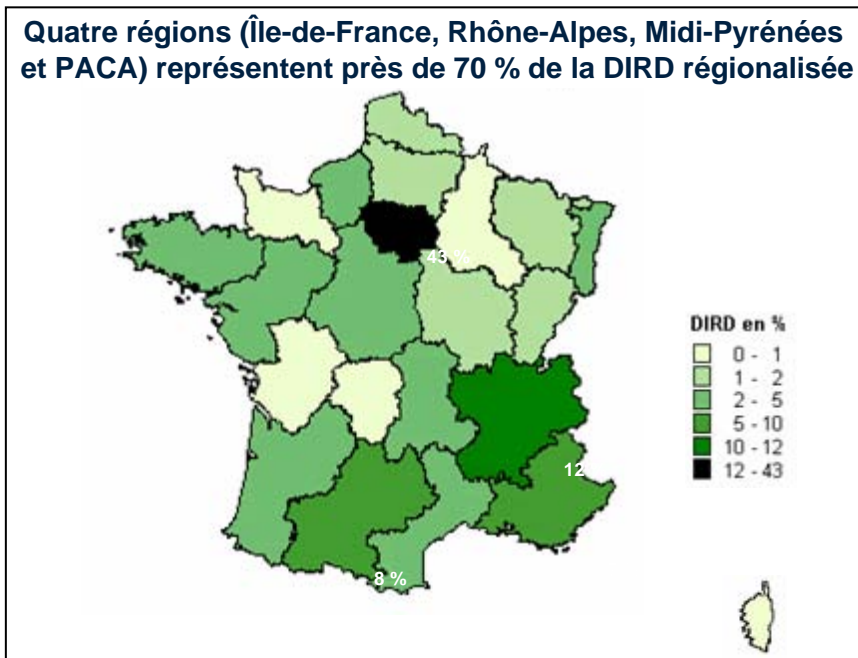 Quatre régions (Île-de-France, Rhône-Alpes, Midi-Pyrénées
et PACA) représentent près de 70 % de la DIRD régionalisée
43 %
DIRD en %
0 - 1
1 - 2
2 - 5
5 - 10
10 - 12
12 - 43
12
8 %